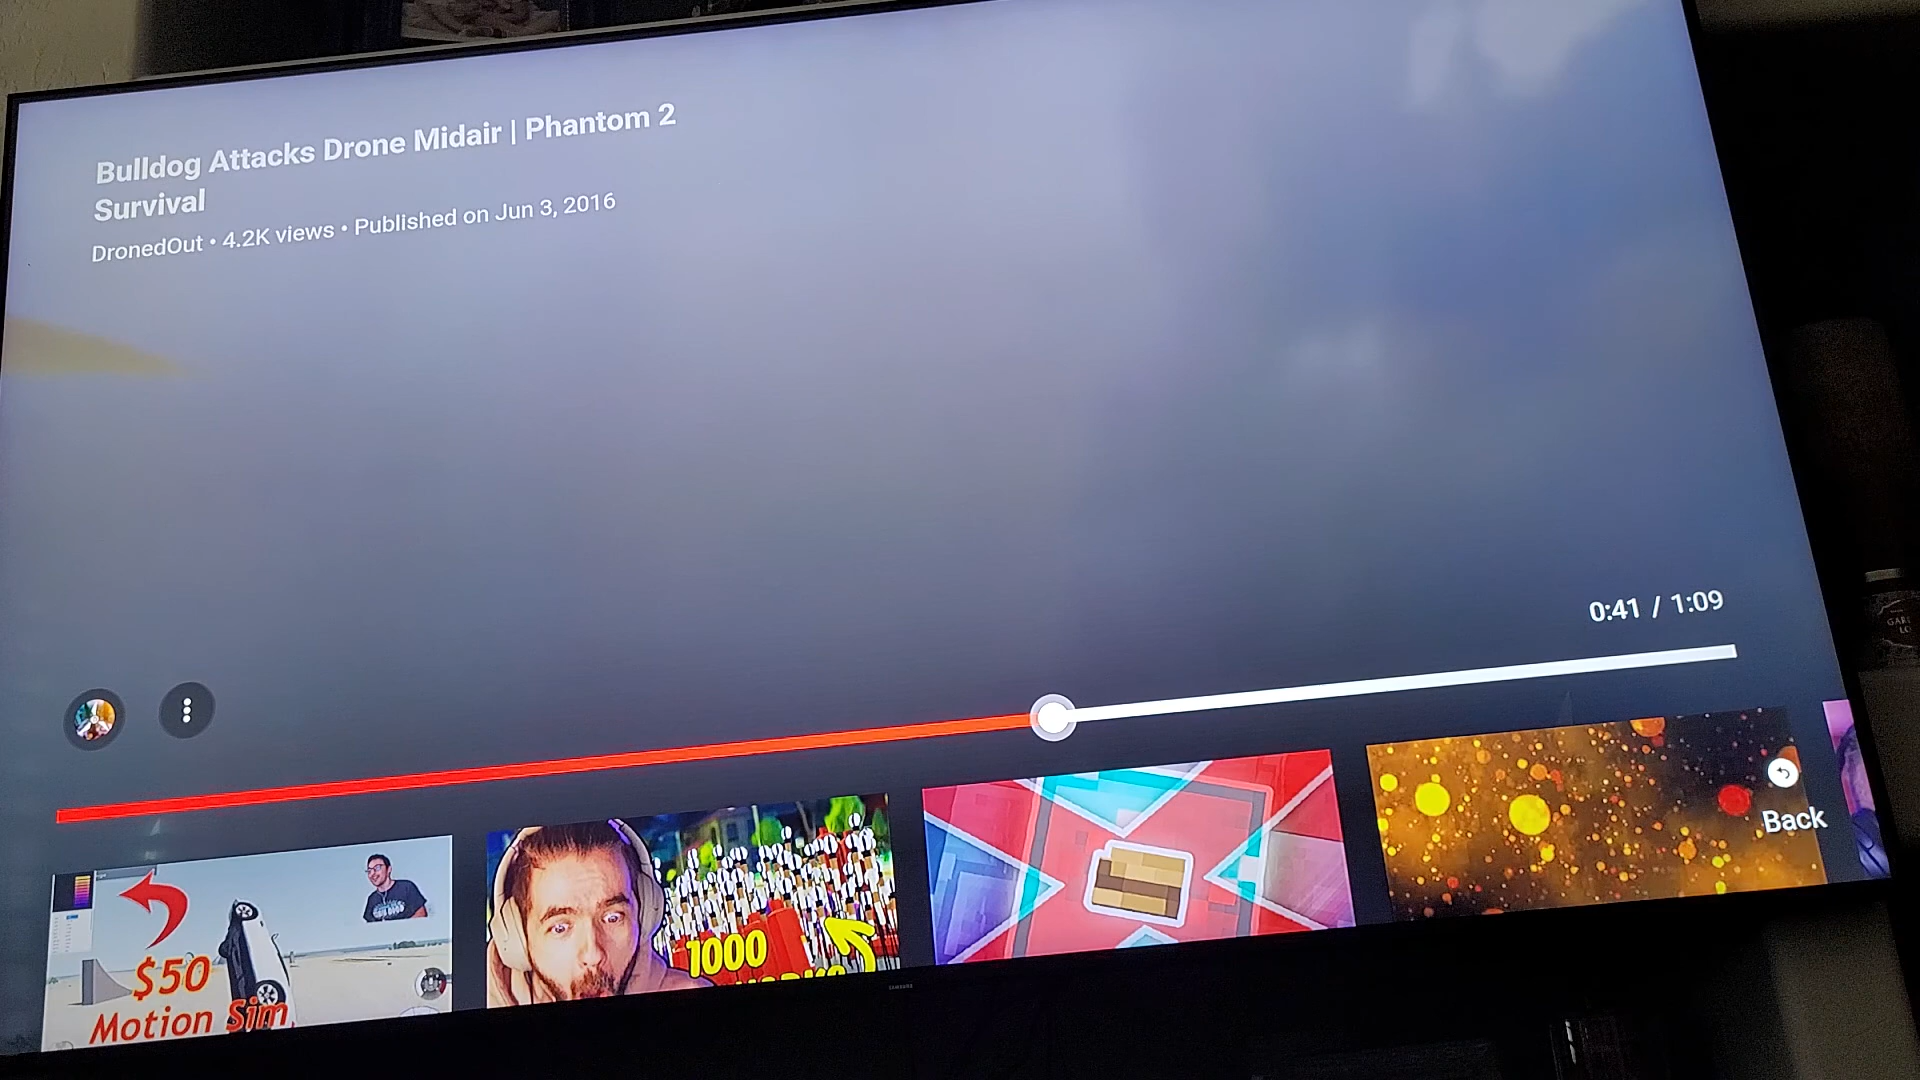 Bulldog Attacks Drone Midair | Phantom 2
Survival
DronedOut • 4.2K views • Published on Jun 3, 2016
0:41 / 1:09
Back
$50
Motion Sim
1000
SAMSUNG